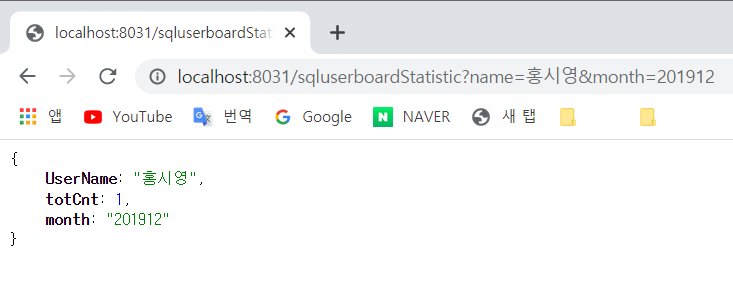 localhost:8031/sqluserboardStat
localhost:8031/sqluserboardStatistic?name=홍시영&month=201912
앱 YouTube 번역 Google NAVER 새 탭
{
UserName: "홍시영",
totCnt: 1,
month: "201912"
}